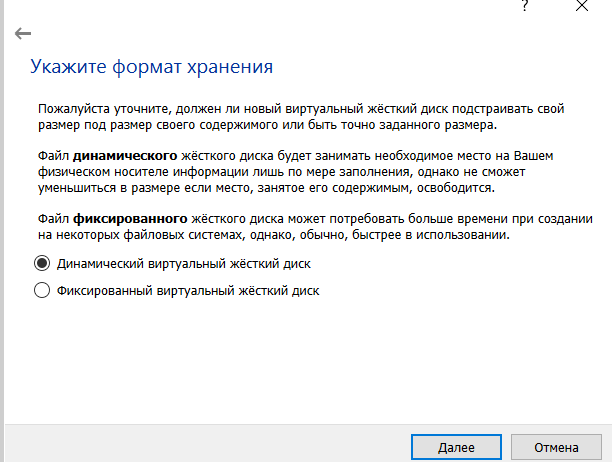 ?
Укажите формат хранения
Пожалуйста уточните, должен ли новый виртуальный жёсткий диск подстраивать свой
размер под размер своего содержимого или быть точно заданного размера.
Файл динамического жёсткого диска будет занимать необходимое место на Вашем
физическом носителе информации лишь по мере заполнения, однако не сможет
уменьшиться в размере если место, занятое его содержимым, освободится.
Файл фиксированного жёсткого диска может потребовать больше времени при создании
на некоторых файловых системах, однако, обычно, быстрее в использовании.
Динамический виртуальный жёсткий диск
Фиксированный виртуальный жёсткий диск
Далее
Отмена